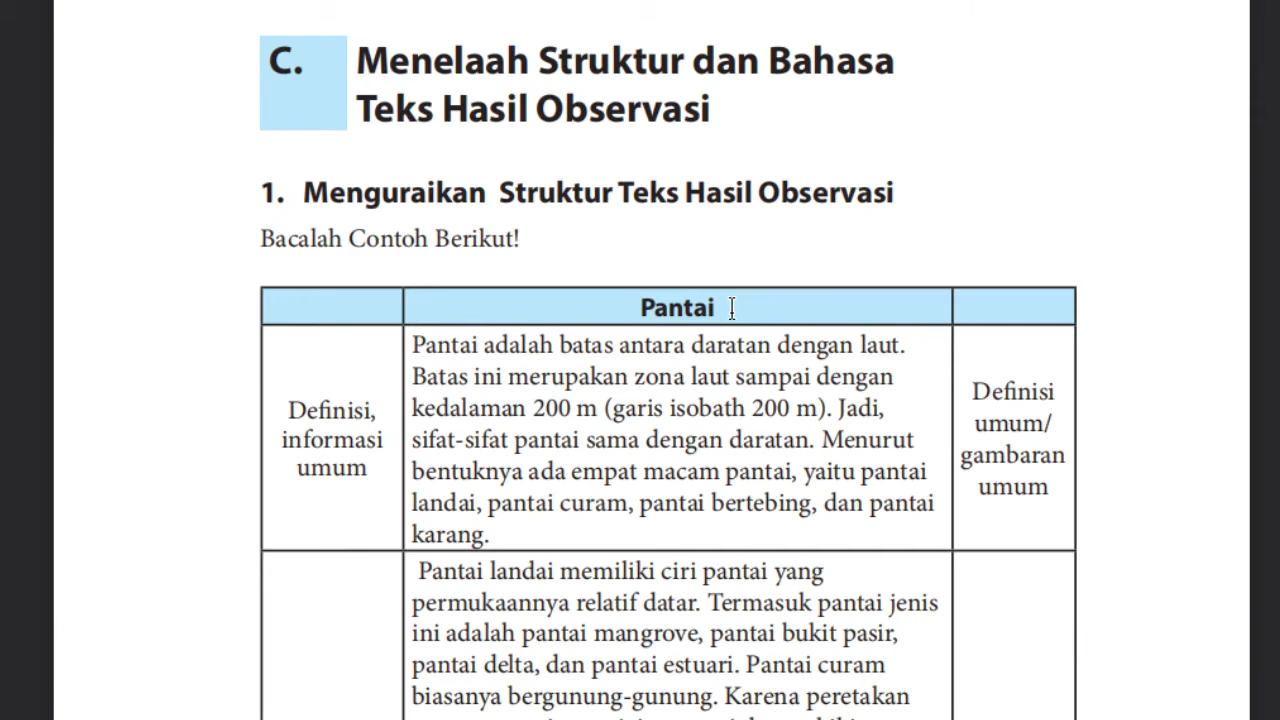 C. Menelaah Struktur dan Bahasa
Teks Hasil Observasi
1. Menguraikan Struktur Teks Hasil Observasi
Bacalah Contoh Berikut!
Pantai
Definisi,
informasi
umum
Pantai adalah batas antara daratan dengan laut.
Batas ini merupakan zona laut sampai dengan
kedalaman 200 m (garis isobath 200 m). Jadi,
sifat-sifat pantai sama dengan daratan. Menurut
bentuknya ada empat macam pantai, yaitu pantai
landai, pantai curam, pantai bertebing, dan pantai
karang.
Definisi
umum/
gambaran
umum
Pantai landai memiliki ciri pantai yang
permukaannya relatif datar. Termasuk pantai jenis
ini adalah pantai mangrove, pantai bukit pasir,
pantai delta, dan pantai estuari. Pantai curam
biasanya bergunung-gunung. Karena peretakan